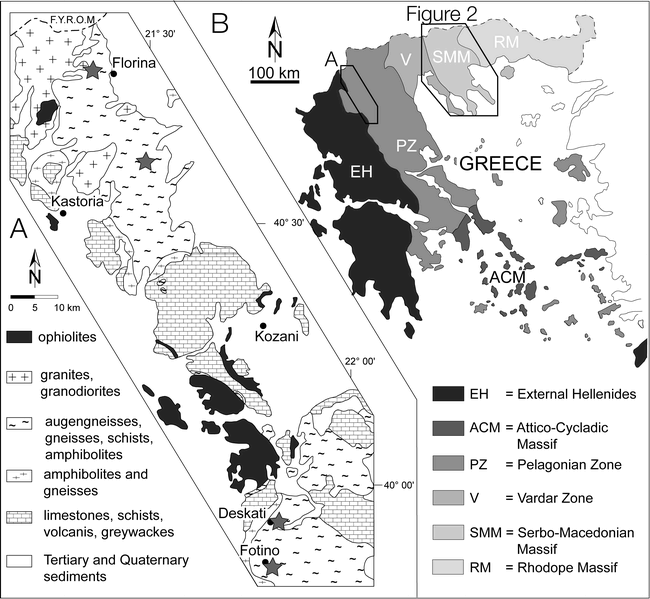 F.Y.R.O.M.
21° 30'
Florina
Kastoria
A
40° 30'
N
0 5 10 km
Kozani
22° 00'
ophiolites
granites,
granodiorites
augengneisses,
gneisses, schists,
amphibolites
amphibolites and
gneisses
limestones, schists,
volcanis, greywackes
Tertiary and Quaternary
sediments
40° 00'
Deskati
Fotino
B
N
100 km
Figure 2
A
V
SMM
RM
PZ
EH
GREECE
ACM
EH = External Hellenides
ACM = Attico-Cycladic
Massif
PZ = Pelagonian Zone
V = Vardar Zone
SMM = Serbo-Macedonian
Massif
RM = Rhodope Massif